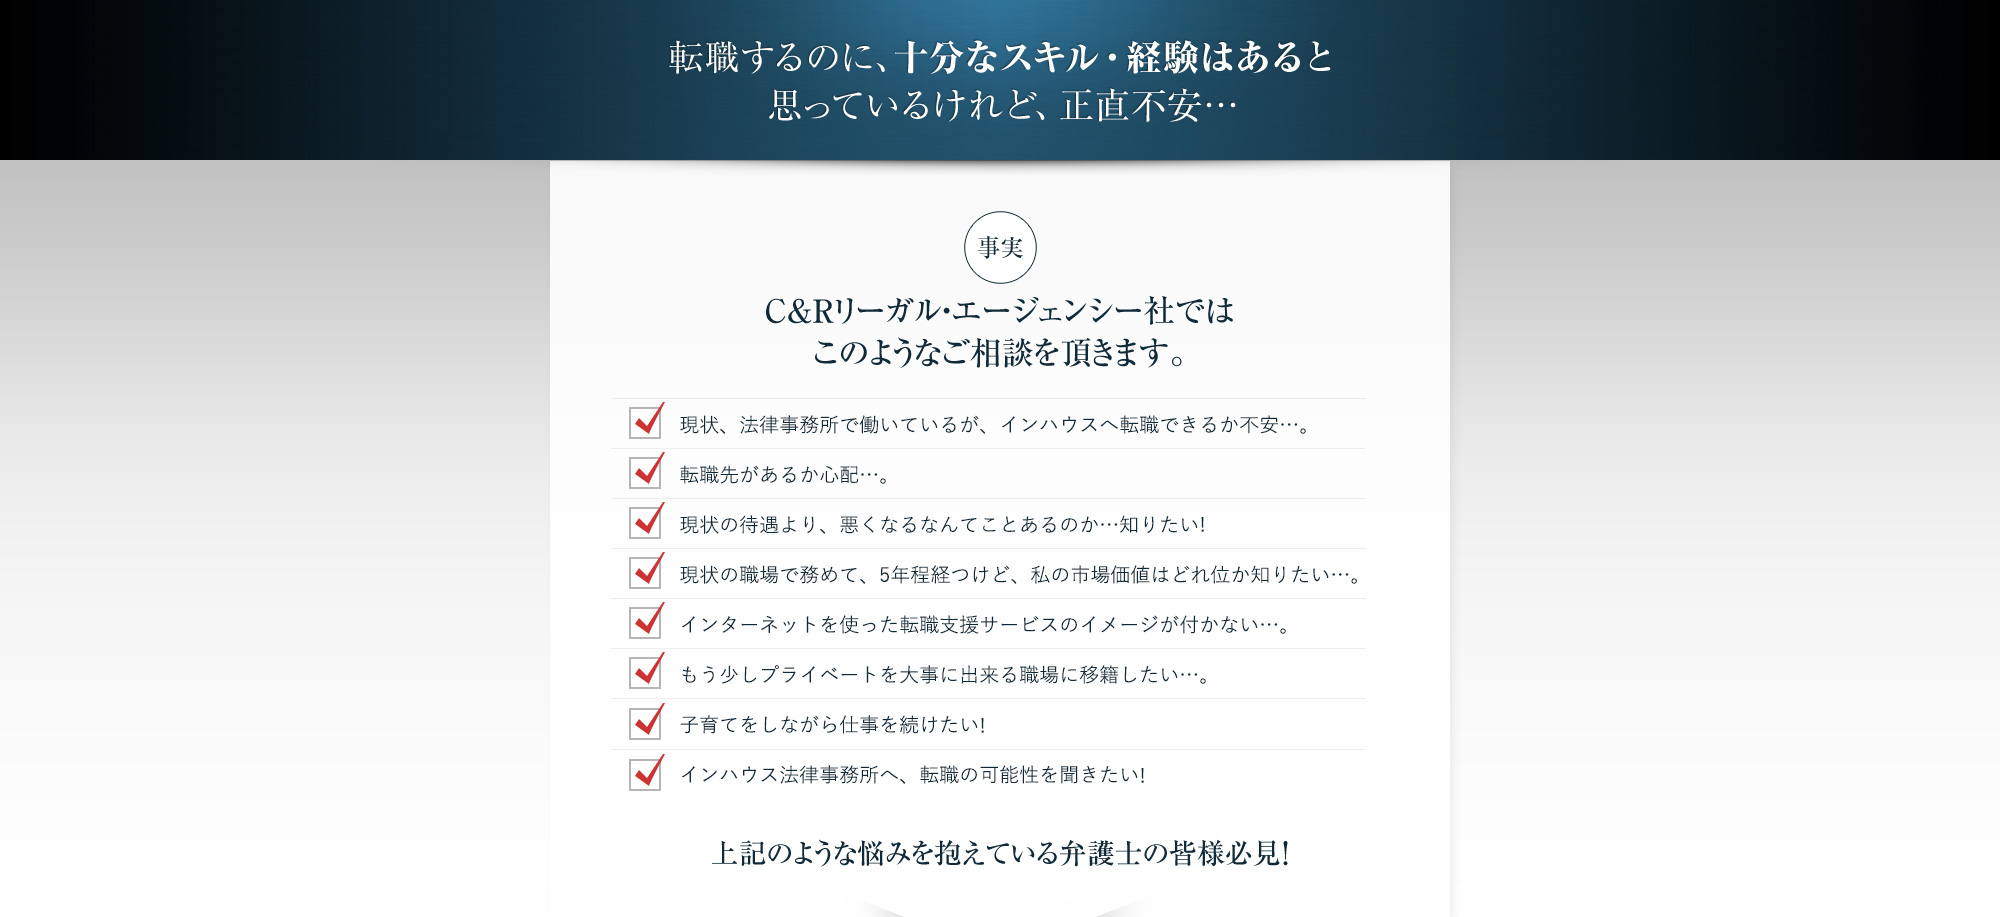 転職するのに、十分なスキル・経験はあると
思っているけれど、正直不安…
事実
C&Rリーガル・エージェンシー社では
このようなご相談を頂きます。
現状、法律事務所で働いているが、インハウスへ転職できるか不安…。
転職先があるか心配…。
現状の待遇より、悪くなるなんてことあるのか…知りたい!
現状の職場で務めて、5年程経つけど、私の市場価値はどれ位か知りたい…。
インターネットを使った転職支援サービスのイメージが付かない…。
もう少しプライベートを大事に出来る職場に移籍したい…。
子育てをしながら仕事を続けたい!
インハウス法律事務所へ、転職の可能性を聞きたい!
上記のような悩みを抱えている弁護士の皆様必見!